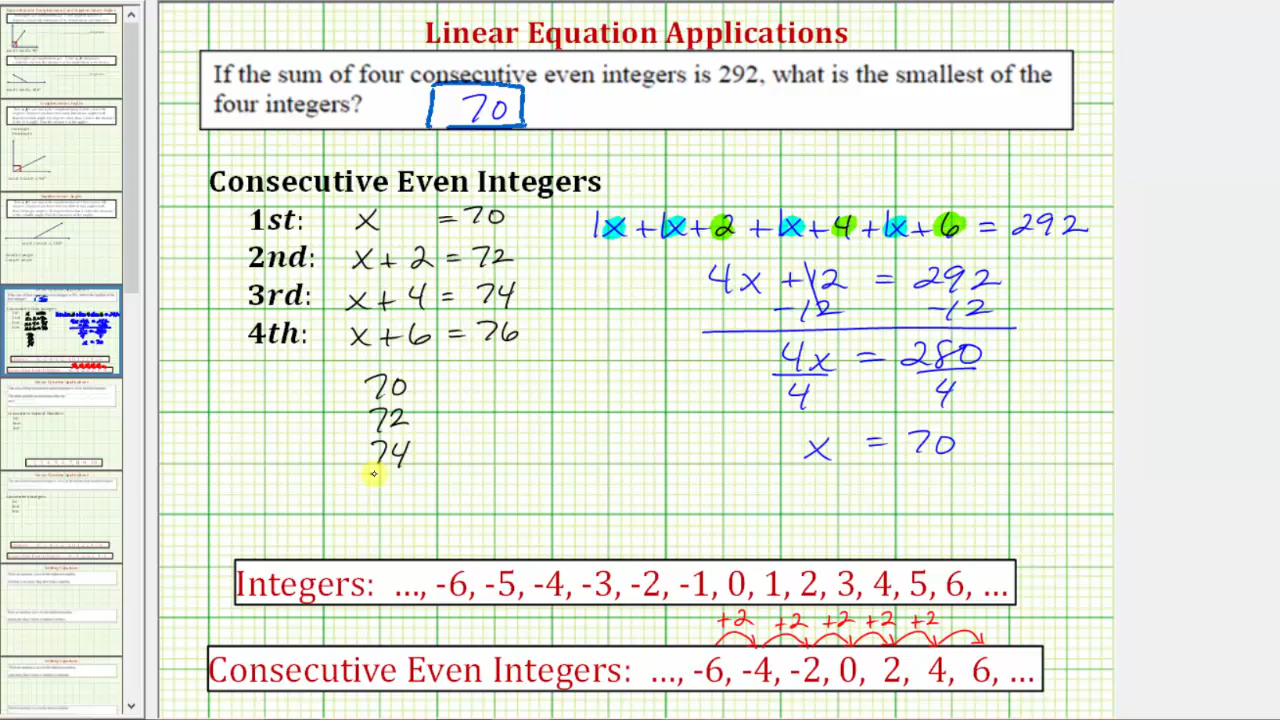 Linear Equation Applications
If the sum of four consecutive even integers is 292, what is the smallest of the
four integers?
70
Consecutive Even Integers
1st: x = 70
2nd: x + 2 = 72
3rd: x + 4 = 74
4th: x + 6 = 76
70
72
74
1x + 1x + 2 + 1x + 4 + 1x + 6 = 292
4x + 12 = 292
-12 -12
4x = 280
4 4
x = 70
Integers: ..., -6, -5, -4, -3, -2, -1, 0, 1, 2, 3, 4, 5, 6, ...
+2 +2 +2 +2 +2
Consecutive Even Integers: ..., -6, -4, -2, 0, 2, 4, 6, ...